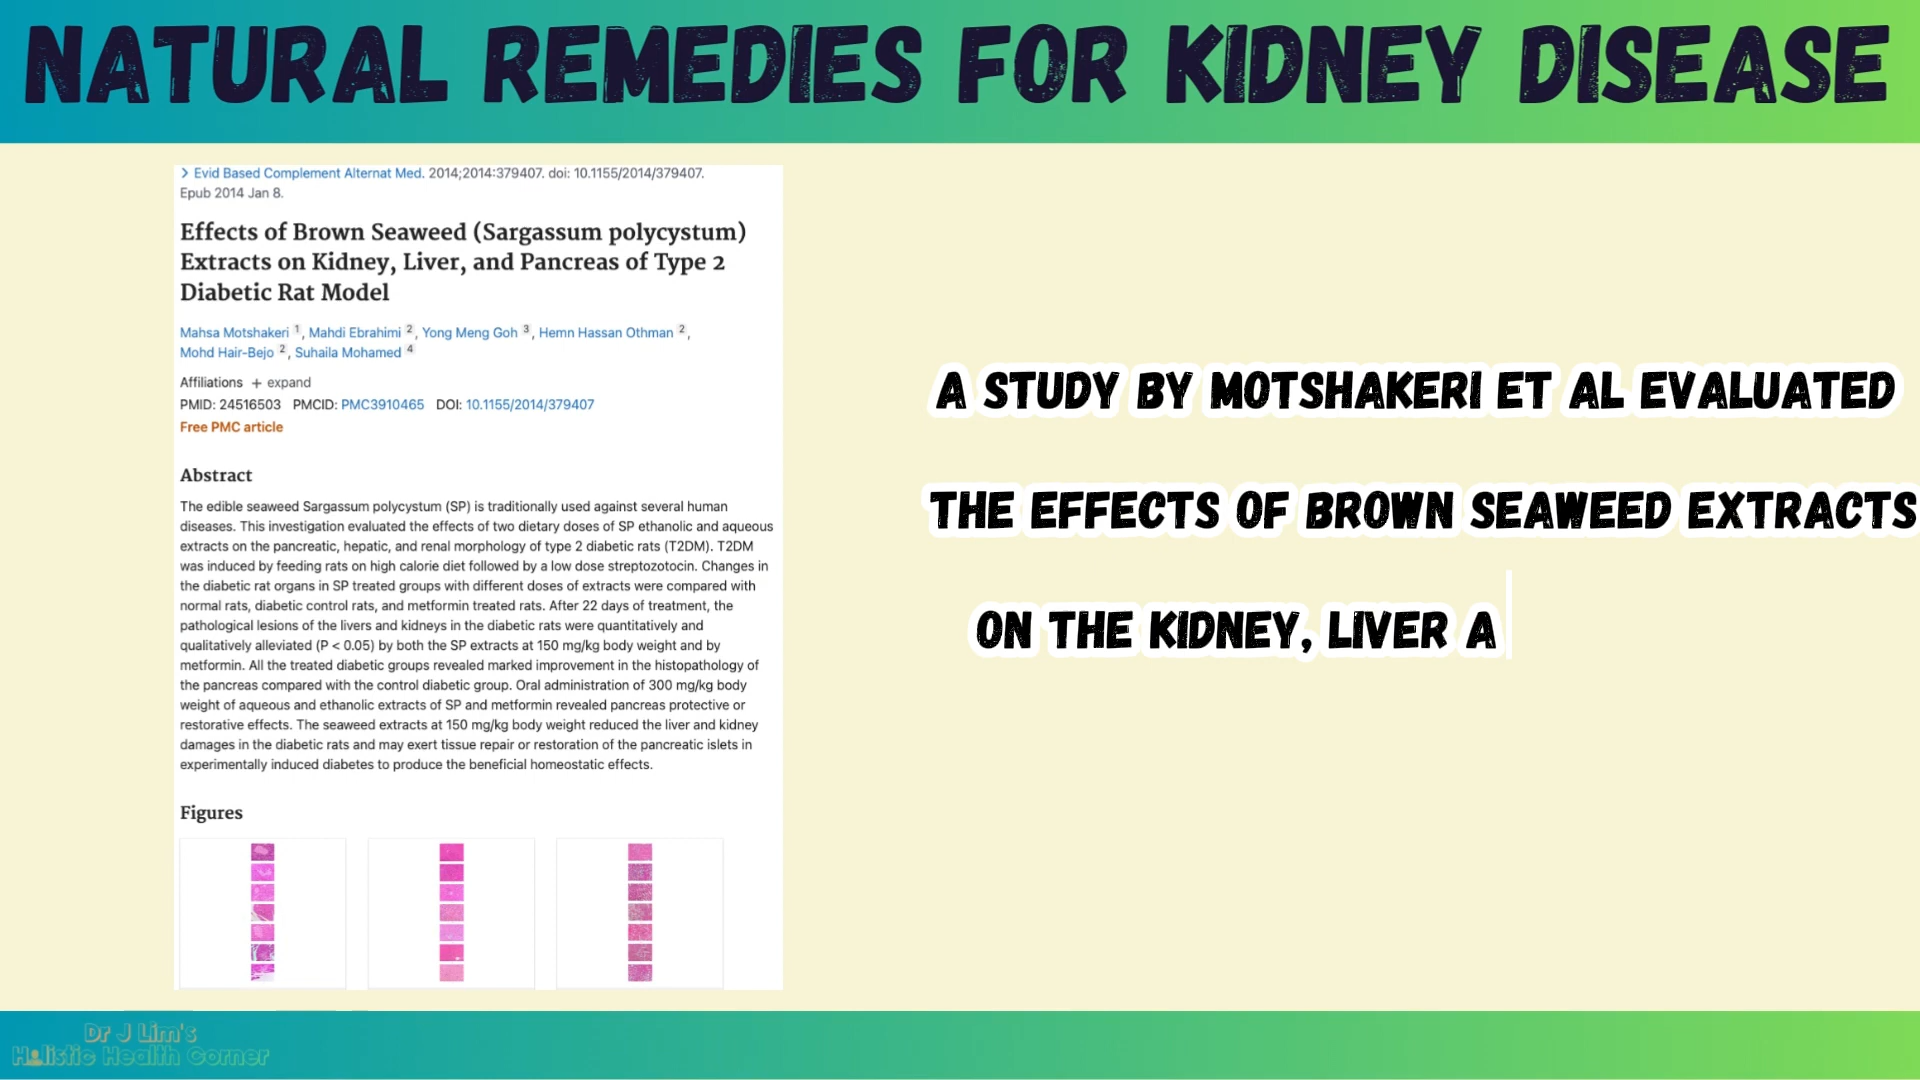 NATURAL REMEDIES FOR KIDNEY DISEASE
> Evid Based Complement Alternat Med. 2014;2014:379407. doi: 10.1155/2014/379407.
Epub 2014 Jan 8.
Effects of Brown Seaweed (Sargassum polycystum)
Extracts on Kidney, Liver, and Pancreas of Type 2
Diabetic Rat Model
Mahsa Motshakeri 1, Mahdi Ebrahimi 2, Yong Meng Goh 3, Hemn Hassan Othman 2,
Mohd Hair-Bejo 2, Suhaila Mohamed 4
Affiliations + expand
PMID: 24516503 PMCID: PMC3910465 DOI: 10.1155/2014/379407
Free PMC article
Abstract
The edible seaweed Sargassum polycystum (SP) is traditionally used against several human
diseases. This investigation evaluated the effects of two dietary doses of SP ethanolic and aqueous
extracts on the pancreatic, hepatic, and renal morphology of type 2 diabetic rats (T2DM). T2DM
was induced by feeding rats on high calorie diet followed by a low dose streptozotocin. Changes in
the diabetic rat organs in SP treated groups with different doses of extracts were compared with
normal rats, diabetic control rats, and metformin treated rats. After 22 days of treatment, the
pathological lesions of the livers and kidneys in the diabetic rats were quantitatively and
qualitatively alleviated (P < 0.05) by both the SP extracts at 150 mg/kg body weight and by
metformin. All the treated diabetic groups revealed marked improvement in the histopathology of
the pancreas compared with the control diabetic group. Oral administration of 300 mg/kg body
weight of aqueous and ethanolic extracts of SP and metformin revealed pancreas protective or
restorative effects. The seaweed extracts at 150 mg/kg body weight reduced the liver and kidney
damages in the diabetic rats and may exert tissue repair or restoration of the pancreatic islets in
experimentally induced diabetes to produce the beneficial homeostatic effects.
Figures
A STUDY BY MOTSHAKERI ET AL EVALUATED
THE EFFECTS OF BROWN SEAWEED EXTRACTS
ON THE KIDNEY, LIVER A
Dr J Lim's
Holistic Health Corner